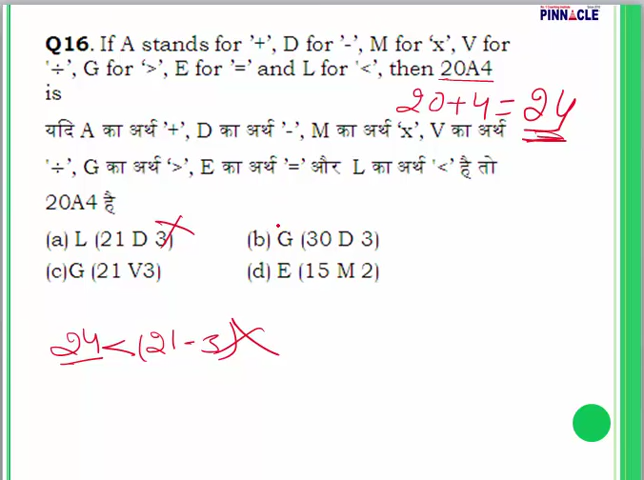 PINNACLE
Q16. If A stands for '+', D for '-', M for 'x', V for
'÷', G for '>', E for '=' and L for '<', then 20A4
is
20+4=24
यदि A का अर्थ '+', D का अर्थ '-', M का अर्थ 'x', V का अर्थ
'÷', G का अर्थ '>', E का अर्थ '=' और L का अर्थ '<' है तो
20A4 है
(a) L (21 D 3) (b) G (30 D 3)
(c)G (21 V3) (d) E (15 M 2)
24<(21-3)